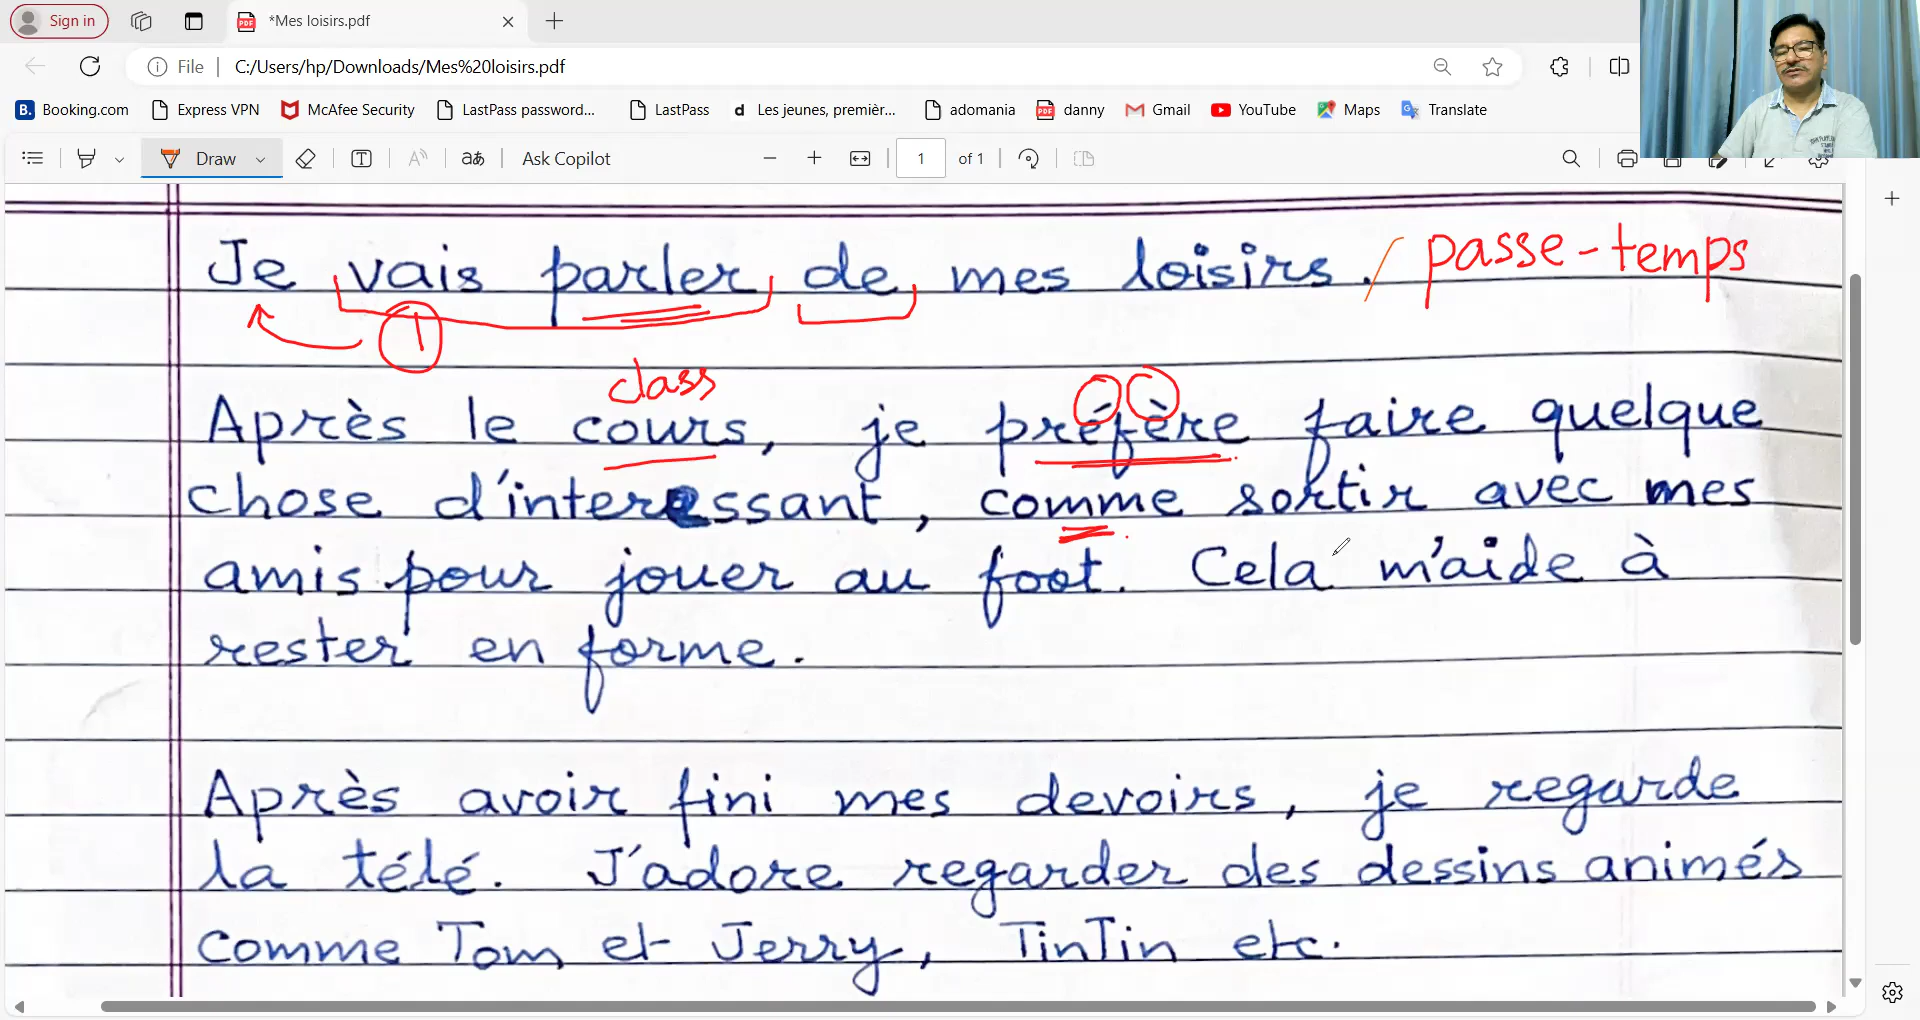 Sign in
*Mes loisirs.pdf
File
C:/Users/hp/Downloads/Mes%20loisirs.pdf
Booking.com Express VPN McAfee Security LastPass password... LastPass Les jeunes, premièr... adomania danny Gmail YouTube Maps Translate
Draw Ask Copilot 1 of 1
Je vais parler de mes loisirs. / passe-temps
1
class
Après le cours, je préfère faire quelque
chose d'interessant, comme sortir avec mes
amis pour jouer au foot. Cela m'aide à
rester en forme.
Après avoir fini mes devoirs, je regarde
la télé. J'adore regarder des dessins animés
comme Tom et Jerry, TinTin etc.